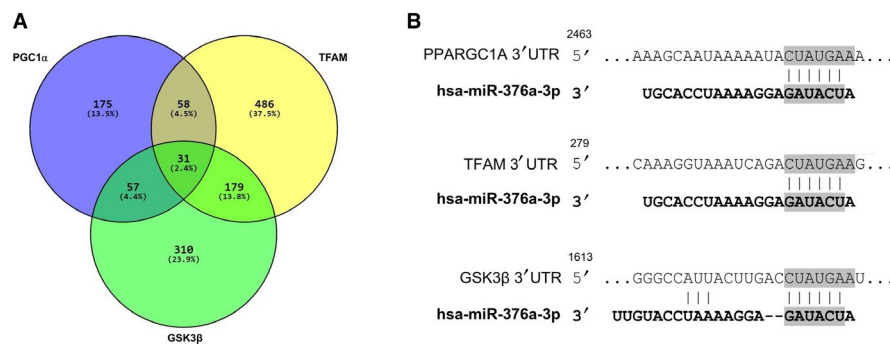 A
PGC1α
TFAM
175
(13.5%)
58
(4.5%)
486
(37.5%)
31
(2.4%)
57
(4.4%)
179
(13.8%)
310
(23.9%)
GSK3β
B
2463
PPARGC1A 3′UTR 5′ ...AAAGCAAUAAAAAUACUAUGAAA...
hsa-miR-376a-3p 3′ UGCACCUAAAAGGAGAUACUA
279
TFAM 3′UTR 5′ ...CAAAGGUAAAUCAGACUAUGAAG...
hsa-miR-376a-3p 3′ UGCACCUAAAAGGAGAUACUA
1613
GSK3β 3′UTR 5′ ...GGGCCAUUACUUGACCUAUGAAU...
hsa-miR-376a-3p 3′ UUGUACCUAAAAGGA--GAUACUA